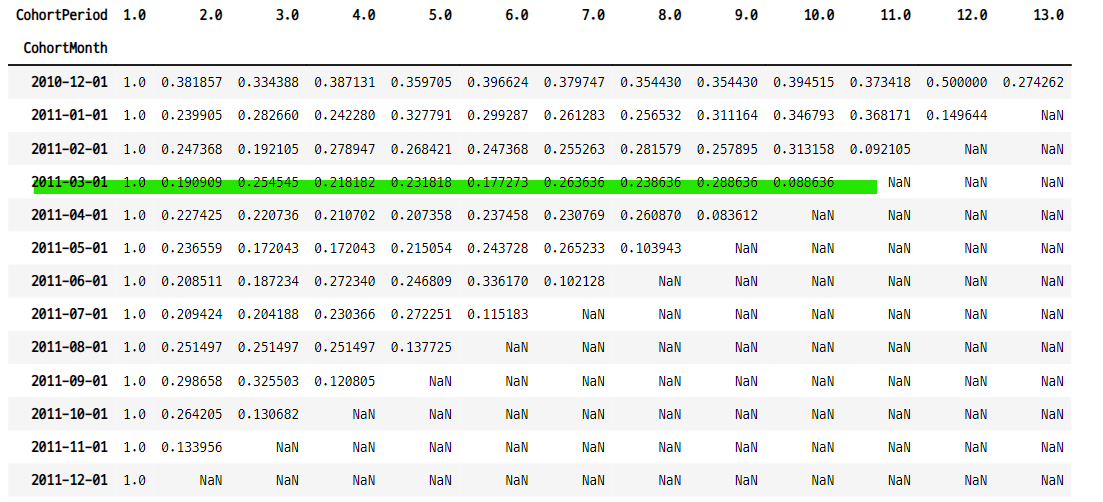 CohortPeriod 1.0 2.0 3.0 4.0 5.0 6.0 7.0 8.0 9.0 10.0 11.0 12.0 13.0
CohortMonth
2010-12-01 1.0 0.381857 0.334388 0.387131 0.359705 0.396624 0.379747 0.354430 0.354430 0.394515 0.373418 0.500000 0.274262
2011-01-01 1.0 0.239905 0.282660 0.242280 0.327791 0.299287 0.261283 0.256532 0.311164 0.346793 0.368171 0.149644 NaN
2011-02-01 1.0 0.247368 0.192105 0.278947 0.268421 0.247368 0.255263 0.281579 0.257895 0.313158 0.092105 NaN NaN
2011-03-01 1.0 0.190909 0.254545 0.218182 0.231818 0.177273 0.263636 0.238636 0.288636 0.088636 NaN NaN NaN
2011-04-01 1.0 0.227425 0.220736 0.210702 0.207358 0.237458 0.230769 0.260870 0.083612 NaN NaN NaN NaN
2011-05-01 1.0 0.236559 0.172043 0.172043 0.215054 0.243728 0.265233 0.103943 NaN NaN NaN NaN NaN
2011-06-01 1.0 0.208511 0.187234 0.272340 0.246809 0.336170 0.102128 NaN NaN NaN NaN NaN NaN
2011-07-01 1.0 0.209424 0.204188 0.230366 0.272251 0.115183 NaN NaN NaN NaN NaN NaN NaN
2011-08-01 1.0 0.251497 0.251497 0.251497 0.137725 NaN NaN NaN NaN NaN NaN NaN NaN
2011-09-01 1.0 0.298658 0.325503 0.120805 NaN NaN NaN NaN NaN NaN NaN NaN NaN
2011-10-01 1.0 0.264205 0.130682 NaN NaN NaN NaN NaN NaN NaN NaN NaN NaN
2011-11-01 1.0 0.133956 NaN NaN NaN NaN NaN NaN NaN NaN NaN NaN NaN
2011-12-01 1.0 NaN NaN NaN NaN NaN NaN NaN NaN NaN NaN NaN NaN